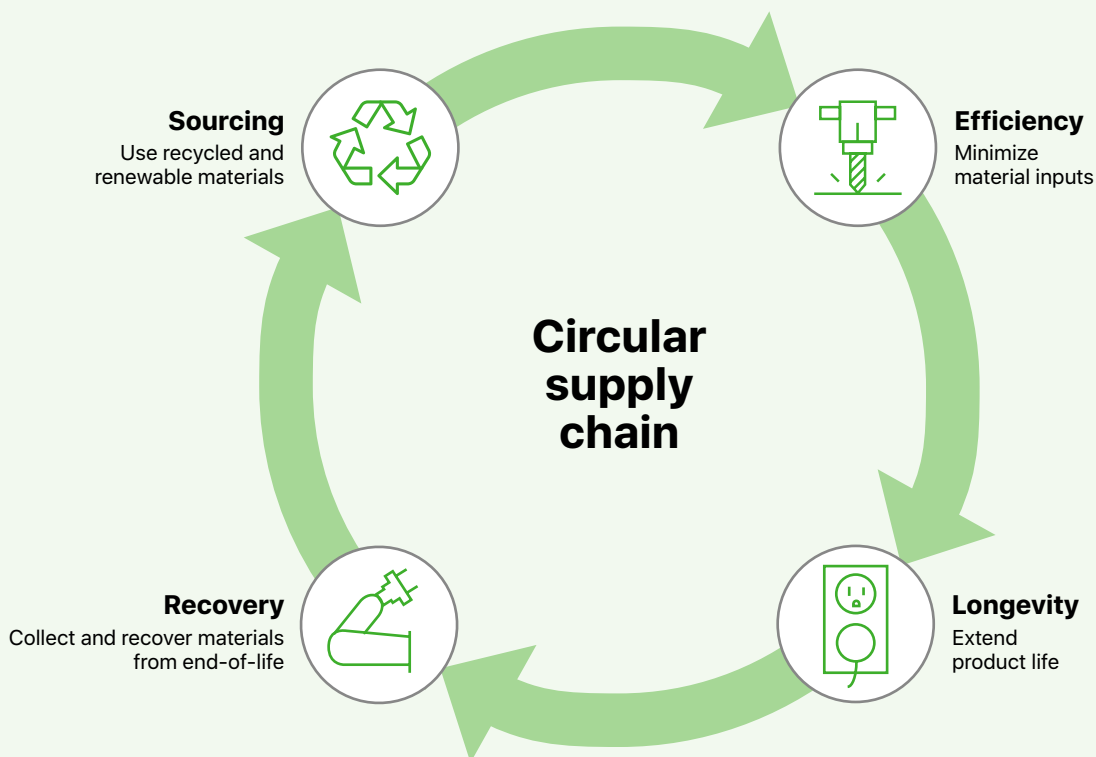 Sourcing
Use recycled and
renewable materials
Efficiency
Minimize
material inputs
Circular
supply
chain
Recovery
Collect and recover materials
from end-of-life
Longevity
Extend
product life